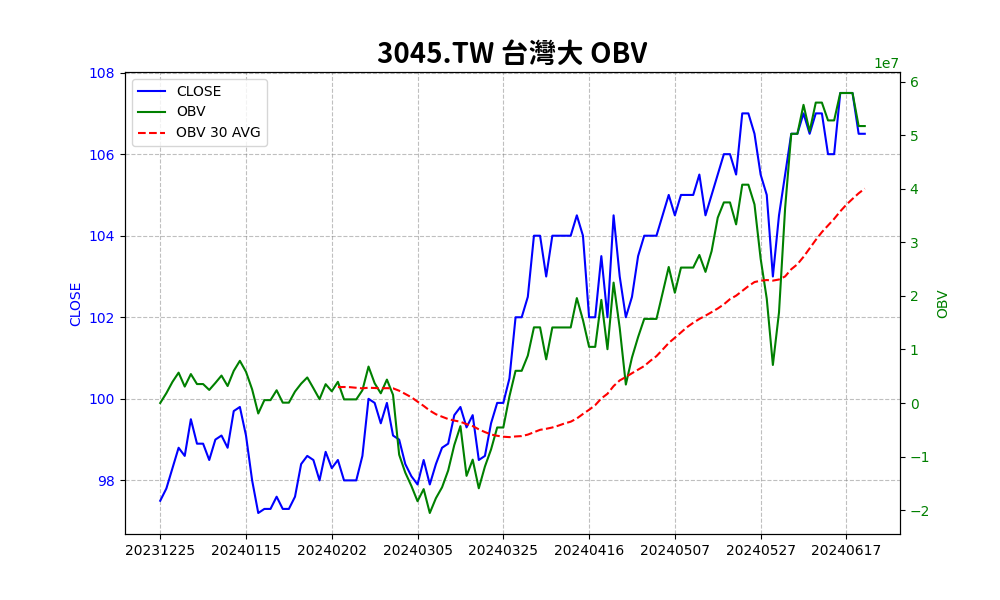 3045.TW 台灣大 OBV
1e7
CLOSE
OBV
OBV 30 AVG
108
106
104
102
100
98
CLOSE
6
5
4
3
2
1
0
−1
−2
OBV
20231225 20240115 20240202 20240305 20240325 20240416 20240507 20240527 20240617